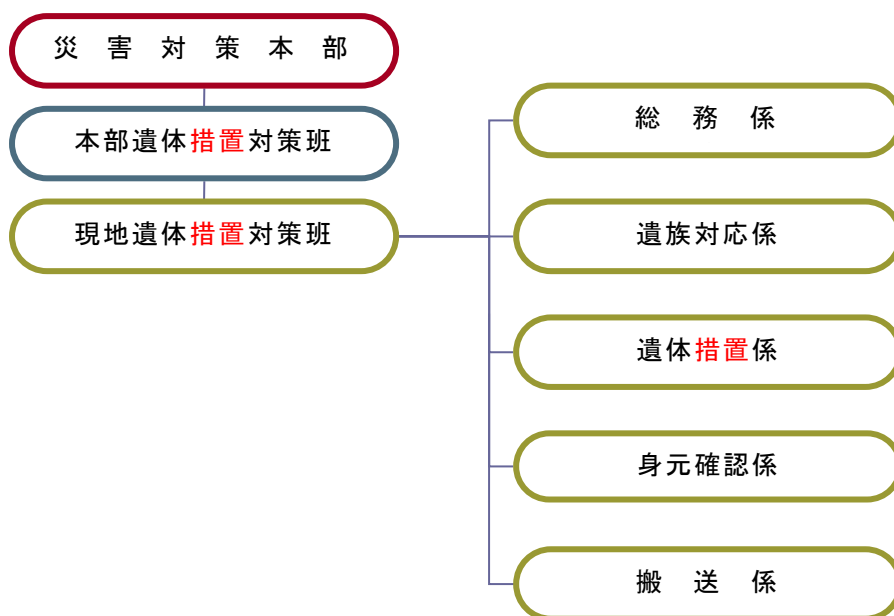 災害対策本部
本部遺体措置対策班
現地遺体措置対策班
総務係
遺族対応係
遺体措置係
身元確認係
搬送係